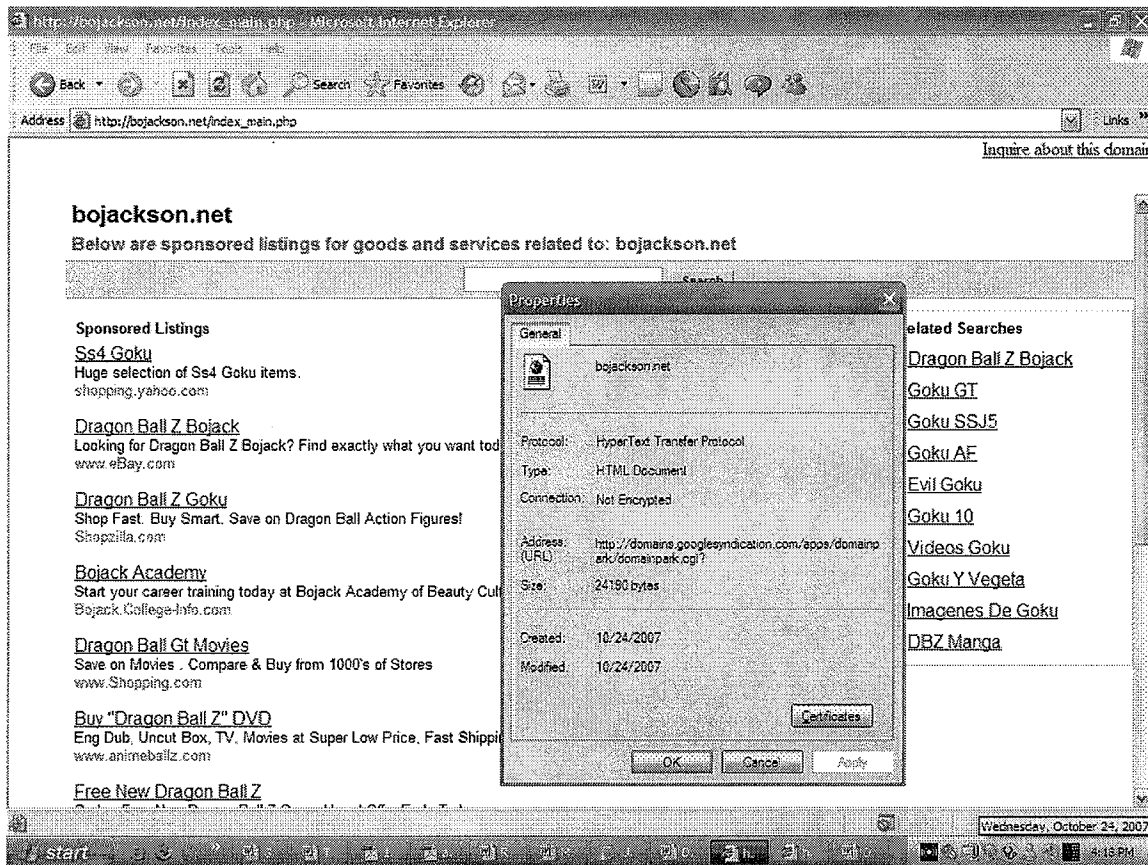 http://bojackson.net/index_main.php - Microsoft Internet Explorer
File Edit View Favorites Tools Help
Back Search Favorites
Address http://bojackson.net/index_main.php Links »
Inquire about this domain
bojackson.net
Below are sponsored listings for goods and services related to: bojackson.net
Search
Sponsored Listings
Ss4 Goku
Huge selection of Ss4 Goku items.
shopping.yahoo.com
Dragon Ball Z Bojack
Looking for Dragon Ball Z Bojack? Find exactly what you want tod
www.eBay.com
Dragon Ball Z Goku
Shop Fast. Buy Smart. Save on Dragon Ball Action Figures!
Shopzilla.com
Bojack Academy
Start your career training today at Bojack Academy of Beauty Cul
Bojack.College-Info.com
Dragon Ball Gt Movies
Save on Movies . Compare & Buy from 1000's of Stores
www.Shopping.com
Buy "Dragon Ball Z" DVD
Eng Dub, Uncut Box, TV, Movies at Super Low Price, Fast Shippi
www.animeballz.com
Free New Dragon Ball Z
Properties
General
bojackson.net
Protocol: HyperText Transfer Protocol
Type: HTML Document
Connection: Not Encrypted
Address: (URL) http://domains.googlesyndication.com/apps/domainp
ark/domainpark.cgi?
Size: 24180 bytes
Created: 10/24/2007
Modified: 10/24/2007
Certificates
OK Cancel Apply
elated Searches
Dragon Ball Z Bojack
Goku GT
Goku SSJ5
Goku AF
Evil Goku
Goku 10
Videos Goku
Goku Y Vegeta
Imagenes De Goku
DBZ Manga
Wednesday, October 24, 2007
start 4:15 PM